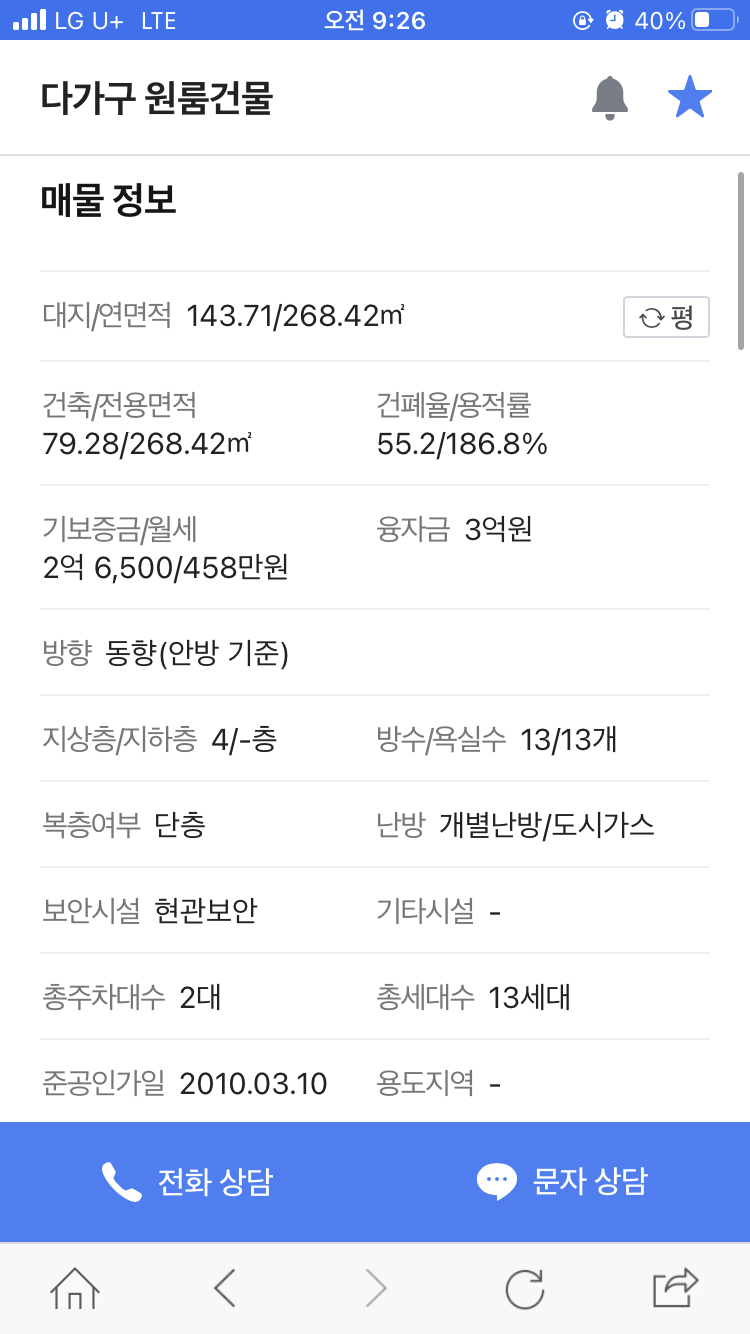 LG U+ LTE 오전 9:26 40%
다가구 원룸건물
매물 정보
대지/연면적 143.71/268.42㎡ 평
건축/전용면적 건폐율/용적률
79.28/268.42㎡ 55.2/186.8%
기보증금/월세 융자금 3억원
2억 6,500/458만원
방향 동향(안방 기준)
지상층/지하층 4/-층 방수/욕실수 13/13개
복층여부 단층 난방 개별난방/도시가스
보안시설 현관보안 기타시설 -
총주차대수 2대 총세대수 13세대
준공인가일 2010.03.10 용도지역 -
전화 상담 문자 상담